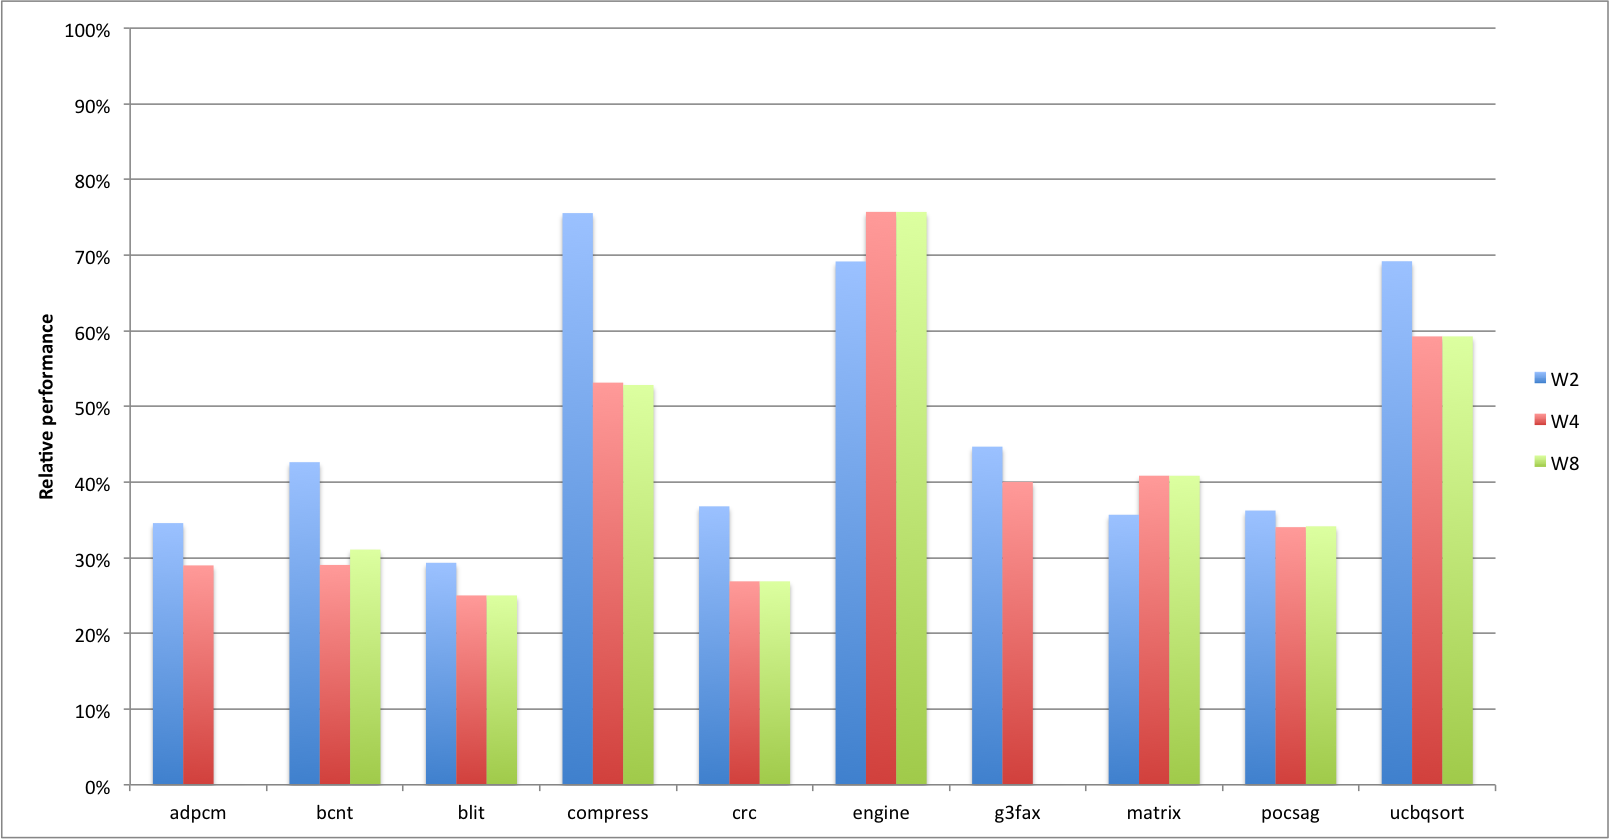 100%
90%
80%
70%
60%
50%
40%
30%
20%
10%
0%
Relative performance
adpcm bcnt blit compress crc engine g3fax matrix pocsag ucbqsort
W2
W4
W8